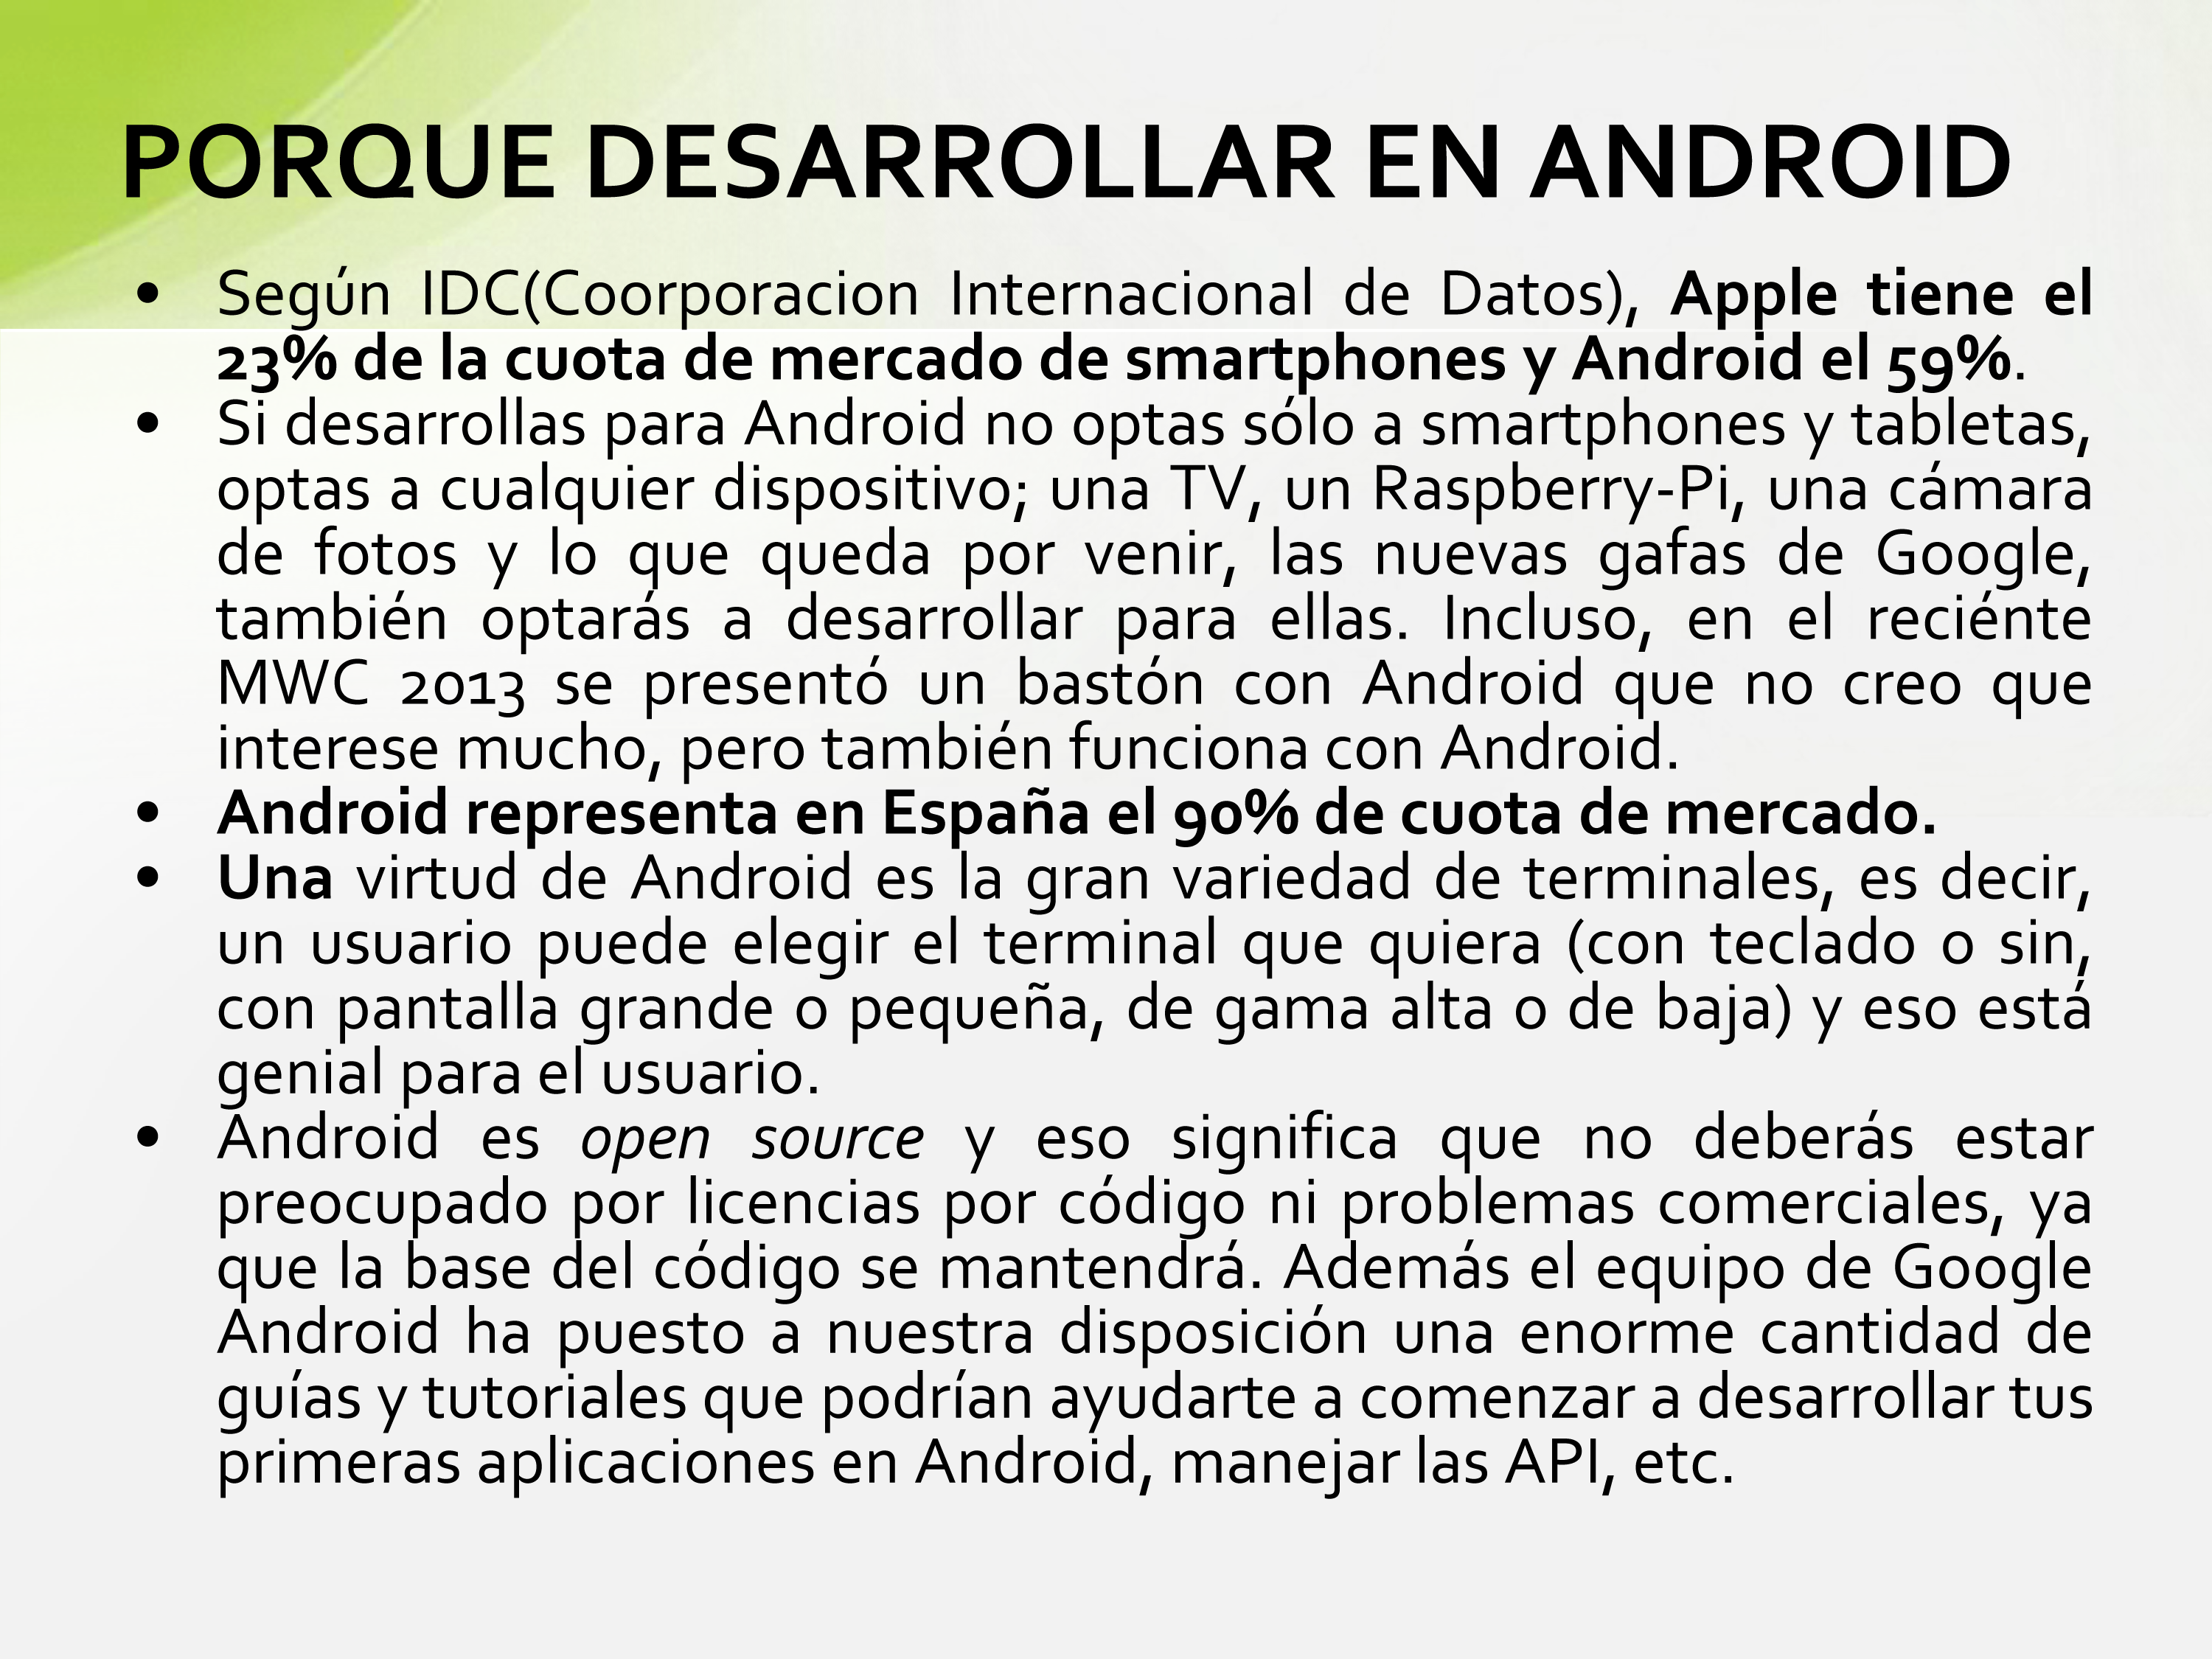 PORQUE DESARROLLAR EN ANDROID
• Según IDC(Coorporacion Internacional de Datos), Apple tiene el
23% de la cuota de mercado de smartphones y Android el 59%.
• Si desarrollas para Android no optas sólo a smartphones y tabletas,
optas a cualquier dispositivo; una TV, un Raspberry-Pi, una cámara
de fotos y lo que queda por venir, las nuevas gafas de Google,
también optarás a desarrollar para ellas. Incluso, en el reciénte
MWC 2013 se presentó un bastón con Android que no creo que
interese mucho, pero también funciona con Android.
• Android representa en España el 90% de cuota de mercado.
• Una virtud de Android es la gran variedad de terminales, es decir,
un usuario puede elegir el terminal que quiera (con teclado o sin,
con pantalla grande o pequeña, de gama alta o de baja) y eso está
genial para el usuario.
• Android es open source y eso significa que no deberás estar
preocupado por licencias por código ni problemas comerciales, ya
que la base del código se mantendrá. Además el equipo de Google
Android ha puesto a nuestra disposición una enorme cantidad de
guías y tutoriales que podrían ayudarte a comenzar a desarrollar tus
primeras aplicaciones en Android, manejar las API, etc.